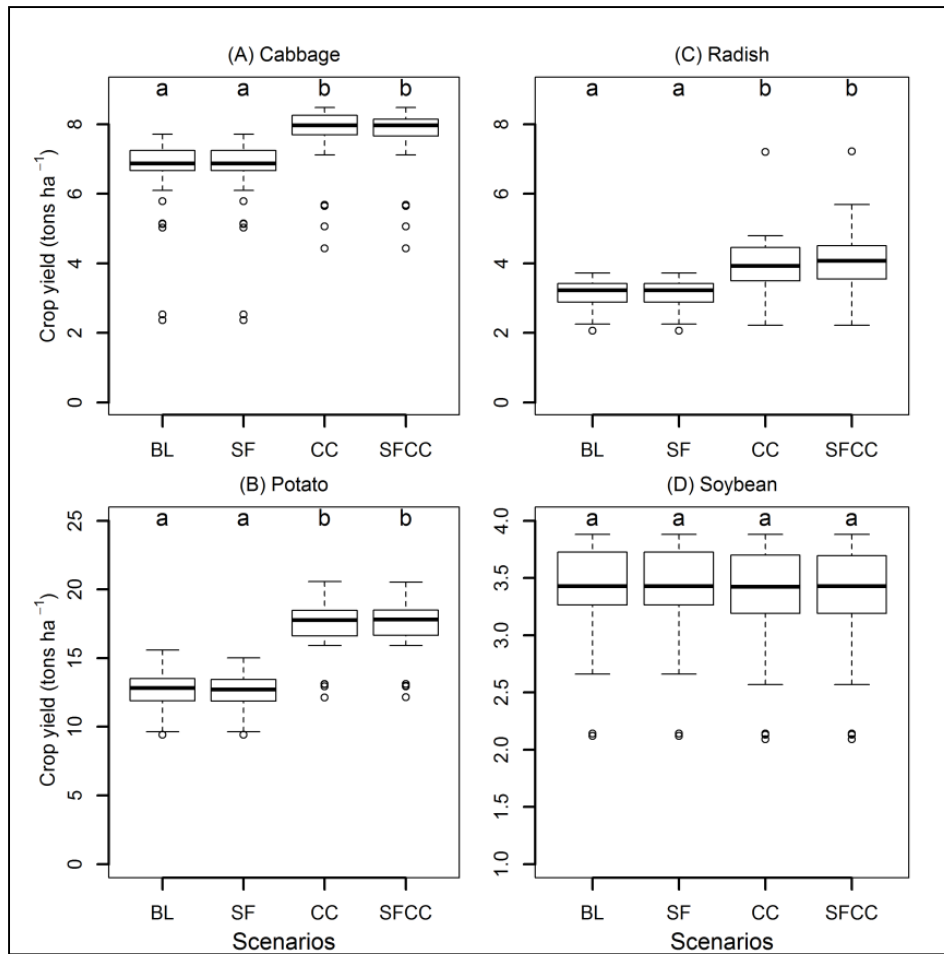 (A) Cabbage
a a b b
Crop yield (tons ha⁻¹)
8
6
4
2
0
BL SF CC SFCC
(C) Radish
a a b b
8
6
4
2
0
BL SF CC SFCC
(B) Potato
a a b b
Crop yield (tons ha⁻¹)
25
20
15
10
5
0
BL SF CC SFCC
Scenarios
(D) Soybean
a a a a
4.0
3.5
3.0
2.5
2.0
1.5
1.0
BL SF CC SFCC
Scenarios